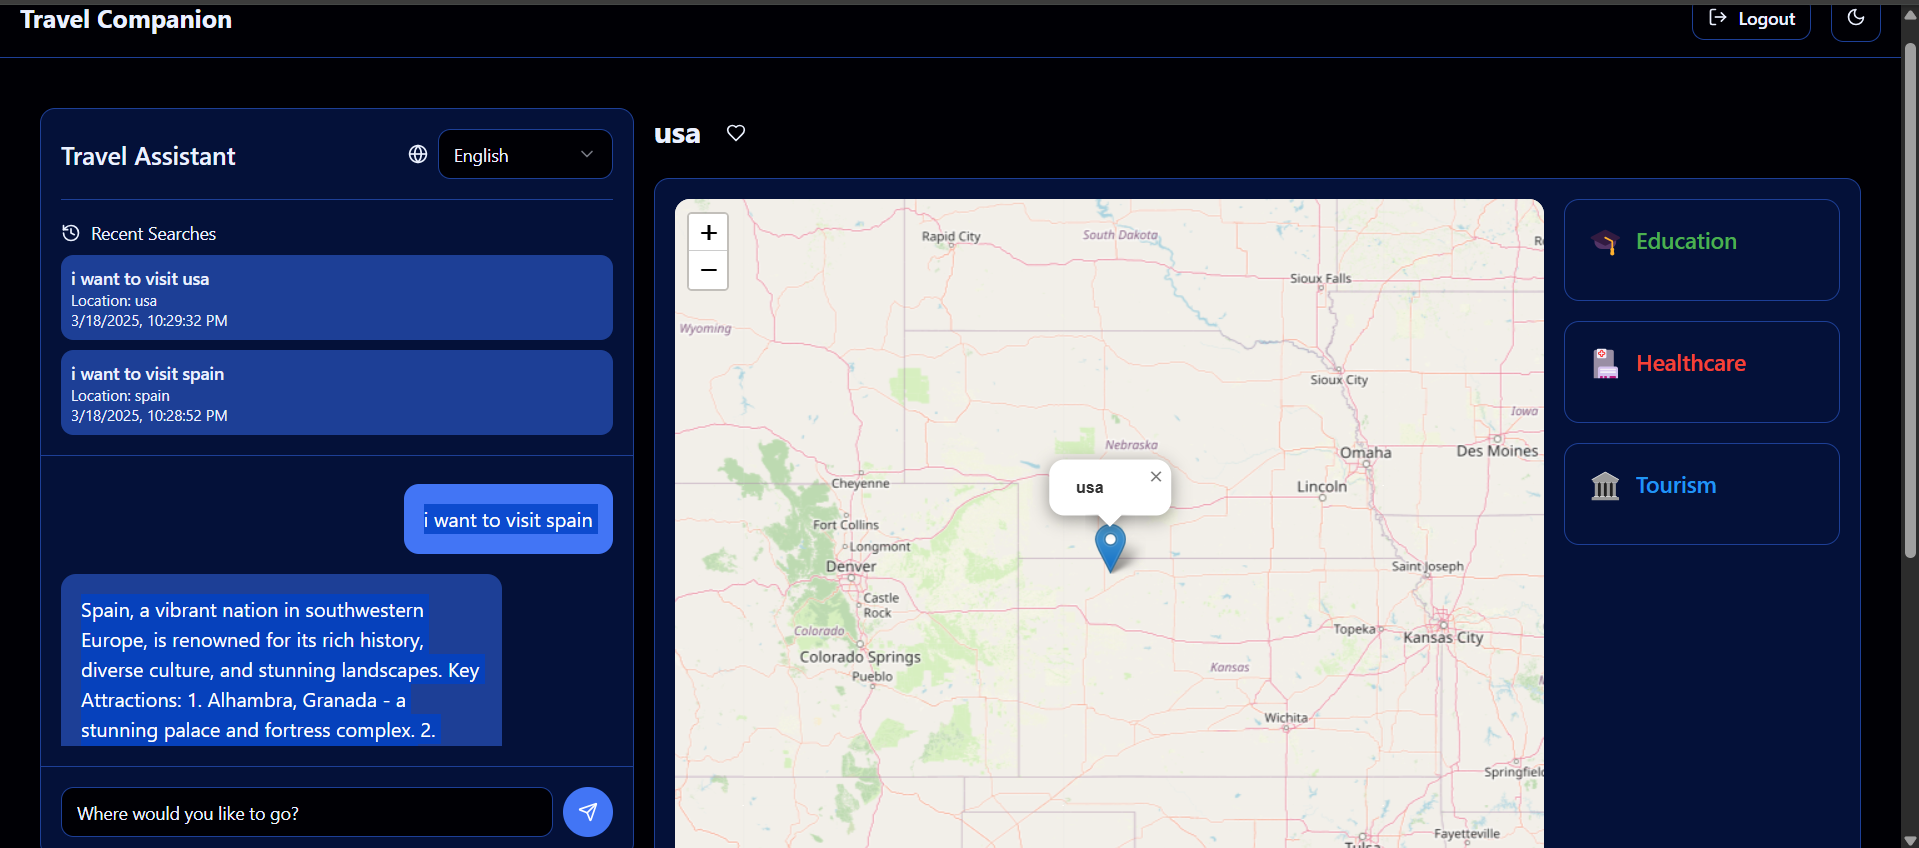 Travel Companion
Logout
Travel Assistant
English
Recent Searches
i want to visit usa
Location: usa
3/18/2025, 10:29:32 PM
i want to visit spain
Location: spain
3/18/2025, 10:28:52 PM
i want to visit spain
Spain, a vibrant nation in southwestern
Europe, is renowned for its rich history,
diverse culture, and stunning landscapes. Key
Attractions: 1. Alhambra, Granada - a
stunning palace and fortress complex. 2.
Where would you like to go?
usa
+
−
Rapid City
South Dakota
Sioux Falls
Wyoming
Sioux City
Iowa
Nebraska
Omaha
Des Moines
Cheyenne
Lincoln
usa
Fort Collins
Longmont
Denver
Saint Joseph
Castle
Rock
Colorado
Topeka
Kansas City
Colorado Springs
Kansas
Pueblo
Wichita
Springfield
Fayetteville
Education
Healthcare
Tourism